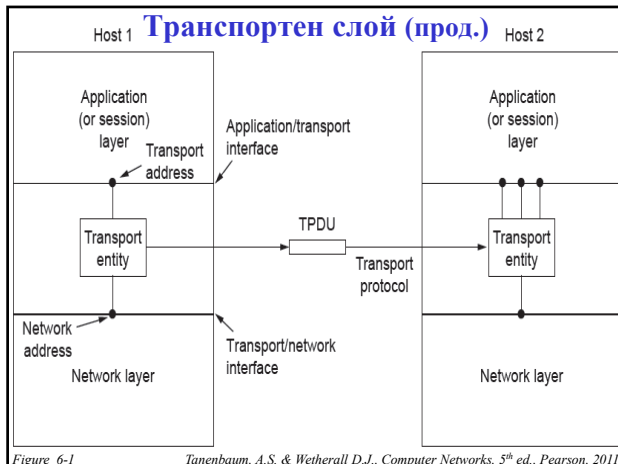 Транспортен слой (прод.)
Host 1
Host 2
Application
(or session)
layer
Application/transport
interface
Transport
address
Application
(or session)
layer
Transport
entity
TPDU
Transport
protocol
Transport
entity
Network
address
Transport/network
interface
Network layer
Network layer
Figure 6-1
Tanenbaum, A.S. & Wetherall D.J., Computer Networks, 5th ed., Pearson, 2011